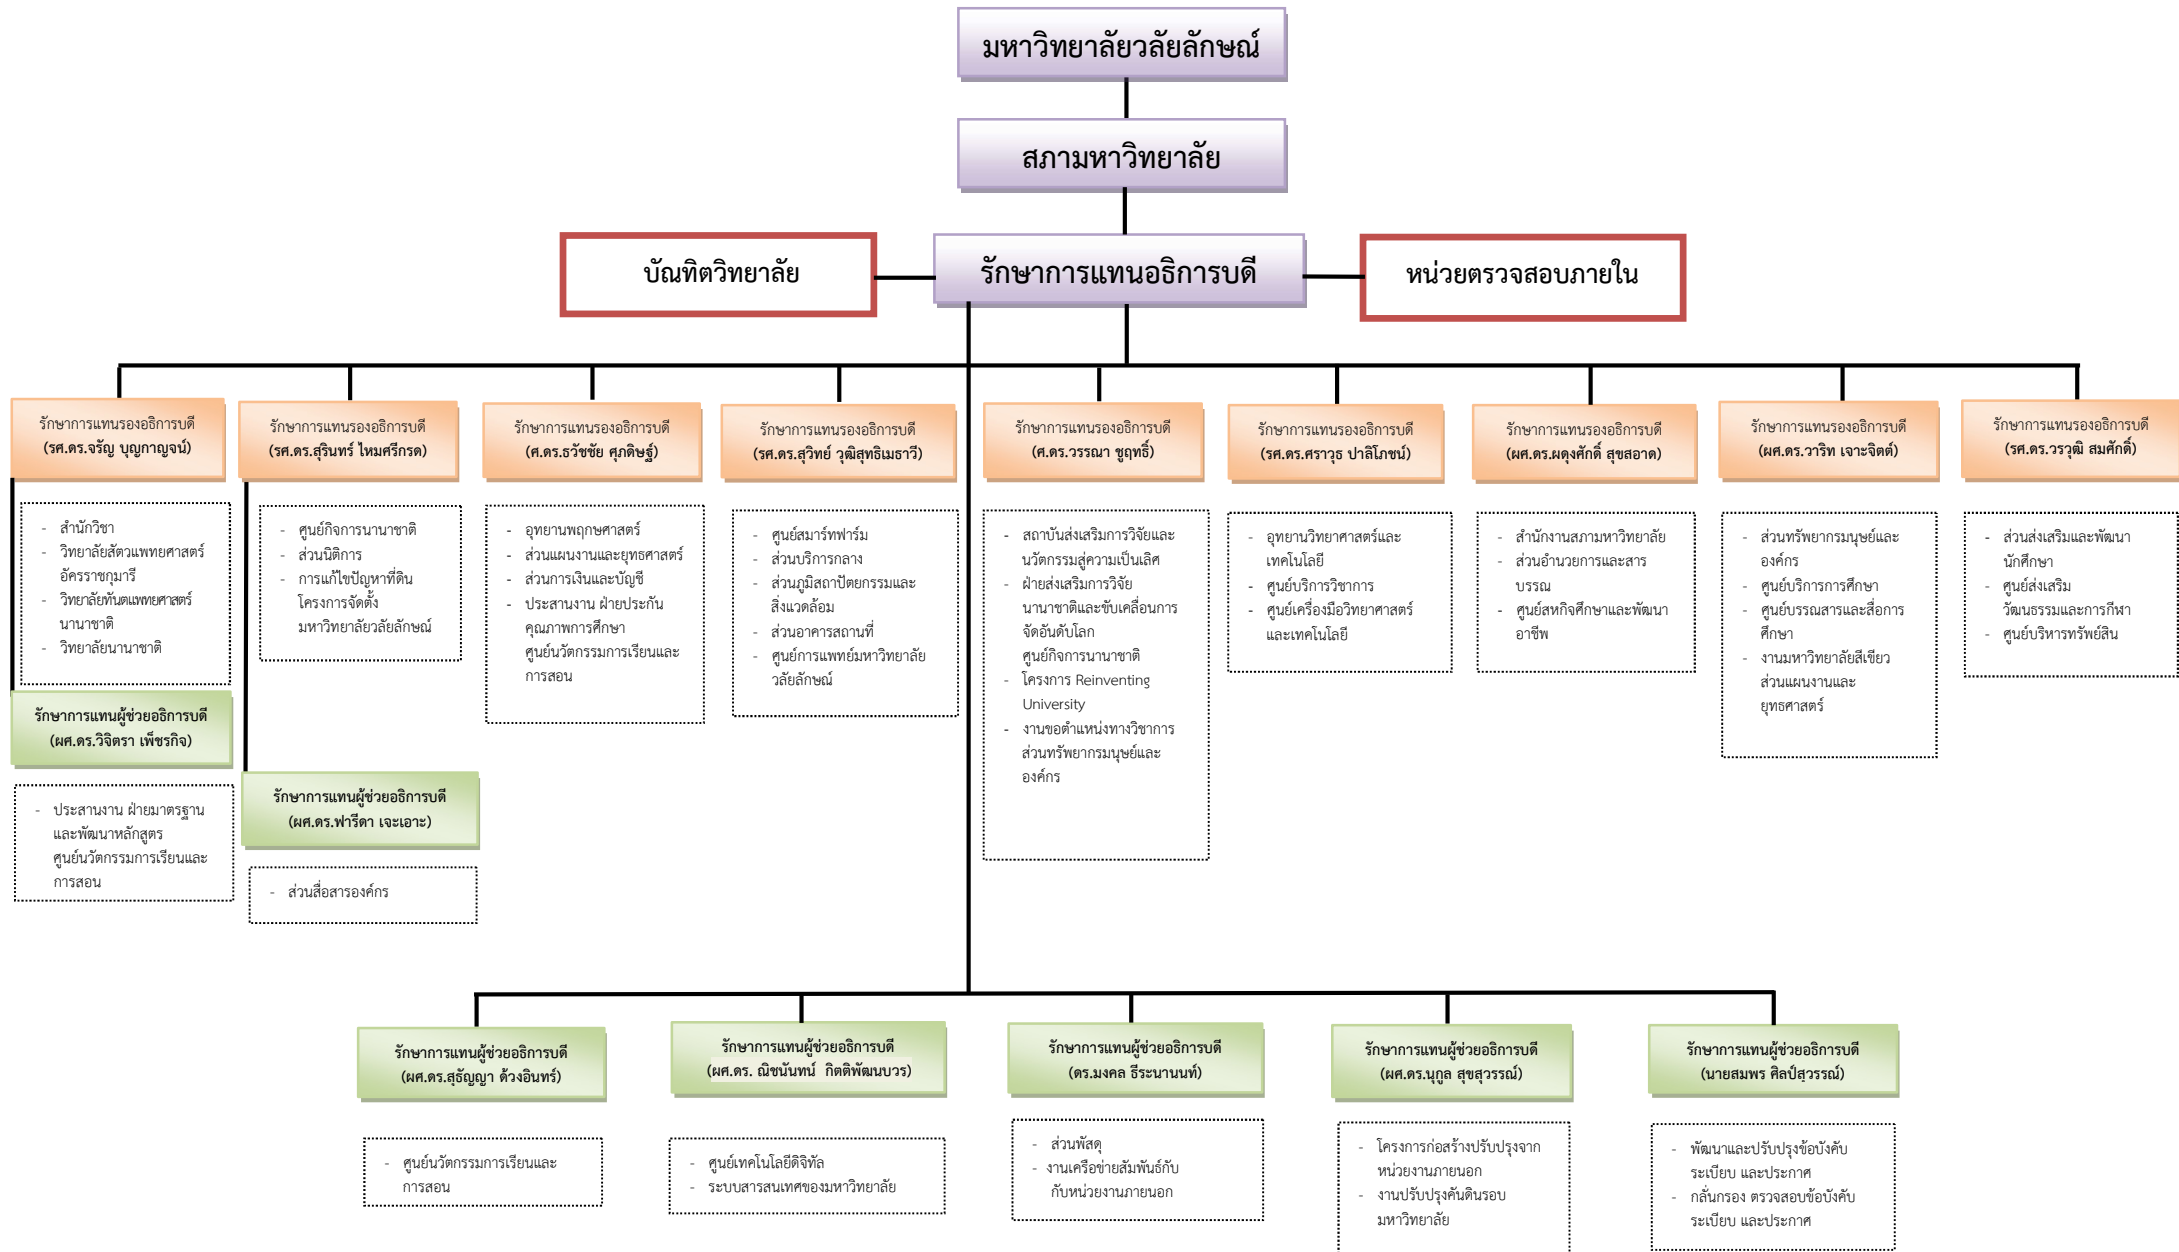 มหาวิทยาลัยวลัยลักษณ์
สภามหาวิทยาลัย
บัณฑิตวิทยาลัย
รักษาการแทนอธิการบดี
หน่วยตรวจสอบภายใน
รักษาการแทนรองอธิการบดี
(รศ.ดร.จรัญ บุญกาญจน์)
- สำนักวิชา
- วิทยาลัยสัตวแพทยศาสตร์
อัครราชกุมารี
- วิทยาลัยทันตแพทยศาสตร์
นานาชาติ
- วิทยาลัยนานาชาติ
รักษาการแทนผู้ช่วยอธิการบดี
(ผศ.ดร.วิจิตรา เพ็ชรกิจ)
- ประสานงาน ฝ่ายมาตรฐาน
และพัฒนาหลักสูตร
ศูนย์นวัตกรรมการเรียนและ
การสอน
รักษาการแทนรองอธิการบดี
(รศ.ดร.สุรินทร์ ไหมศรีกรด)
- ศูนย์กิจการนานาชาติ
- ส่วนนิติการ
- การแก้ไขปัญหาที่ดิน
โครงการจัดตั้ง
มหาวิทยาลัยวลัยลักษณ์
รักษาการแทนผู้ช่วยอธิการบดี
(ผศ.ดร.ฟารีดา เจะเอาะ)
- ส่วนสื่อสารองค์กร
รักษาการแทนรองอธิการบดี
(ศ.ดร.ธวัชชัย ศุภดิษฐ์)
- อุทยานพฤกษศาสตร์
- ส่วนแผนงานและยุทธศาสตร์
- ส่วนการเงินและบัญชี
- ประสานงาน ฝ่ายประกัน
คุณภาพการศึกษา
ศูนย์นวัตกรรมการเรียนและ
การสอน
รักษาการแทนรองอธิการบดี
(รศ.ดร.สุวิทย์ วุฒิสุทธิเมธาวี)
- ศูนย์สมาร์ทฟาร์ม
- ส่วนบริการกลาง
- ส่วนภูมิสถาปัตยกรรมและ
สิ่งแวดล้อม
- ส่วนอาคารสถานที่
- ศูนย์การแพทย์มหาวิทยาลัย
วลัยลักษณ์
รักษาการแทนรองอธิการบดี
(ศ.ดร.วรรณา ชูฤทธิ์)
- สถาบันส่งเสริมการวิจัยและ
นวัตกรรมสู่ความเป็นเลิศ
- ฝ่ายส่งเสริมการวิจัย
นานาชาติและขับเคลื่อนการ
จัดอันดับโลก
ศูนย์กิจการนานาชาติ
- โครงการ Reinventing
University
- งานขอตำแหน่งทางวิชาการ
ส่วนทรัพยากรมนุษย์และ
องค์กร
รักษาการแทนรองอธิการบดี
(รศ.ดร.ศราวุธ ปาลิโภชน์)
- อุทยานวิทยาศาสตร์และ
เทคโนโลยี
- ศูนย์บริการวิชาการ
- ศูนย์เครื่องมือวิทยาศาสตร์
และเทคโนโลยี
รักษาการแทนรองอธิการบดี
(ผศ.ดร.ผดุงศักดิ์ สุขสอาด)
- สำนักงานสภามหาวิทยาลัย
- ส่วนอำนวยการและสาร
บรรณ
- ศูนย์สหกิจศึกษาและพัฒนา
อาชีพ
รักษาการแทนรองอธิการบดี
(ผศ.ดร.วาริท เจาะจิตต์)
- ส่วนทรัพยากรมนุษย์และ
องค์กร
- ศูนย์บริการการศึกษา
- ศูนย์บรรณสารและสื่อการ
ศึกษา
- งานมหาวิทยาลัยสีเขียว
ส่วนแผนงานและ
ยุทธศาสตร์
รักษาการแทนรองอธิการบดี
(รศ.ดร.วรวุฒิ สมศักดิ์)
- ส่วนส่งเสริมและพัฒนา
นักศึกษา
- ศูนย์ส่งเสริม
วัฒนธรรมและการกีฬา
- ศูนย์บริหารทรัพย์สิน
รักษาการแทนผู้ช่วยอธิการบดี
(ผศ.ดร.สุธัญญา ด้วงอินทร์)
- ศูนย์นวัตกรรมการเรียนและ
การสอน
รักษาการแทนผู้ช่วยอธิการบดี
(ผศ.ดร. ณิชนันทน์ กิตติพัฒนบวร)
- ศูนย์เทคโนโลยีดิจิทัล
- ระบบสารสนเทศของมหาวิทยาลัย
รักษาการแทนผู้ช่วยอธิการบดี
(ดร.มงคล ธีระนานนท์)
- ส่วนพัสดุ
- งานเครือข่ายสัมพันธ์กับ
กับหน่วยงานภายนอก
รักษาการแทนผู้ช่วยอธิการบดี
(ผศ.ดร.นุกูล สุขสุวรรณ์)
- โครงการก่อสร้างปรับปรุงจาก
หน่วยงานภายนอก
- งานปรับปรุงคันดินรอบ
มหาวิทยาลัย
รักษาการแทนผู้ช่วยอธิการบดี
(นายสมพร ศิลป์สุวรรณ์)
- พัฒนาและปรับปรุงข้อบังคับ
ระเบียบ และประกาศ
- กลั่นกรอง ตรวจสอบข้อบังคับ
ระเบียบ และประกาศ